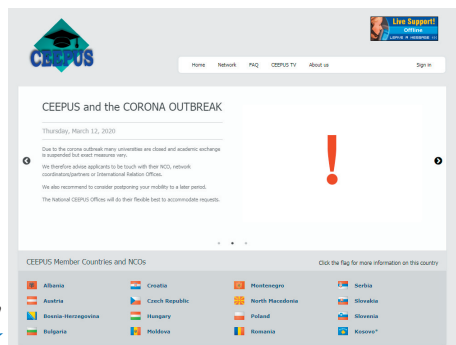 CEEPUS
Live Support!
Offline
LEAVE A MESSAGE >>
Home Network FAQ CEEPUS TV About us Sign in
CEEPUS and the CORONA OUTBREAK
Thursday, March 12, 2020
Due to the corona outbreak many universities are closed and academic exchange
is suspended but exact measures vary.
We therefore advise applicants to be touch with their NCO, network
coordinators/partners or International Relation Offices.
We also recommend to consider postponing your mobility to a later period.
The National CEEPUS Offices will do their flexible best to accommodate requests.
!
CEEPUS Member Countries and NCOs Click the flag for more information on this country
Albania Croatia Montenegro Serbia
Austria Czech Republic North Macedonia Slovakia
Bosnia-Herzegovina Hungary Poland Slovenia
Bulgaria Moldova Romania Kosovo*